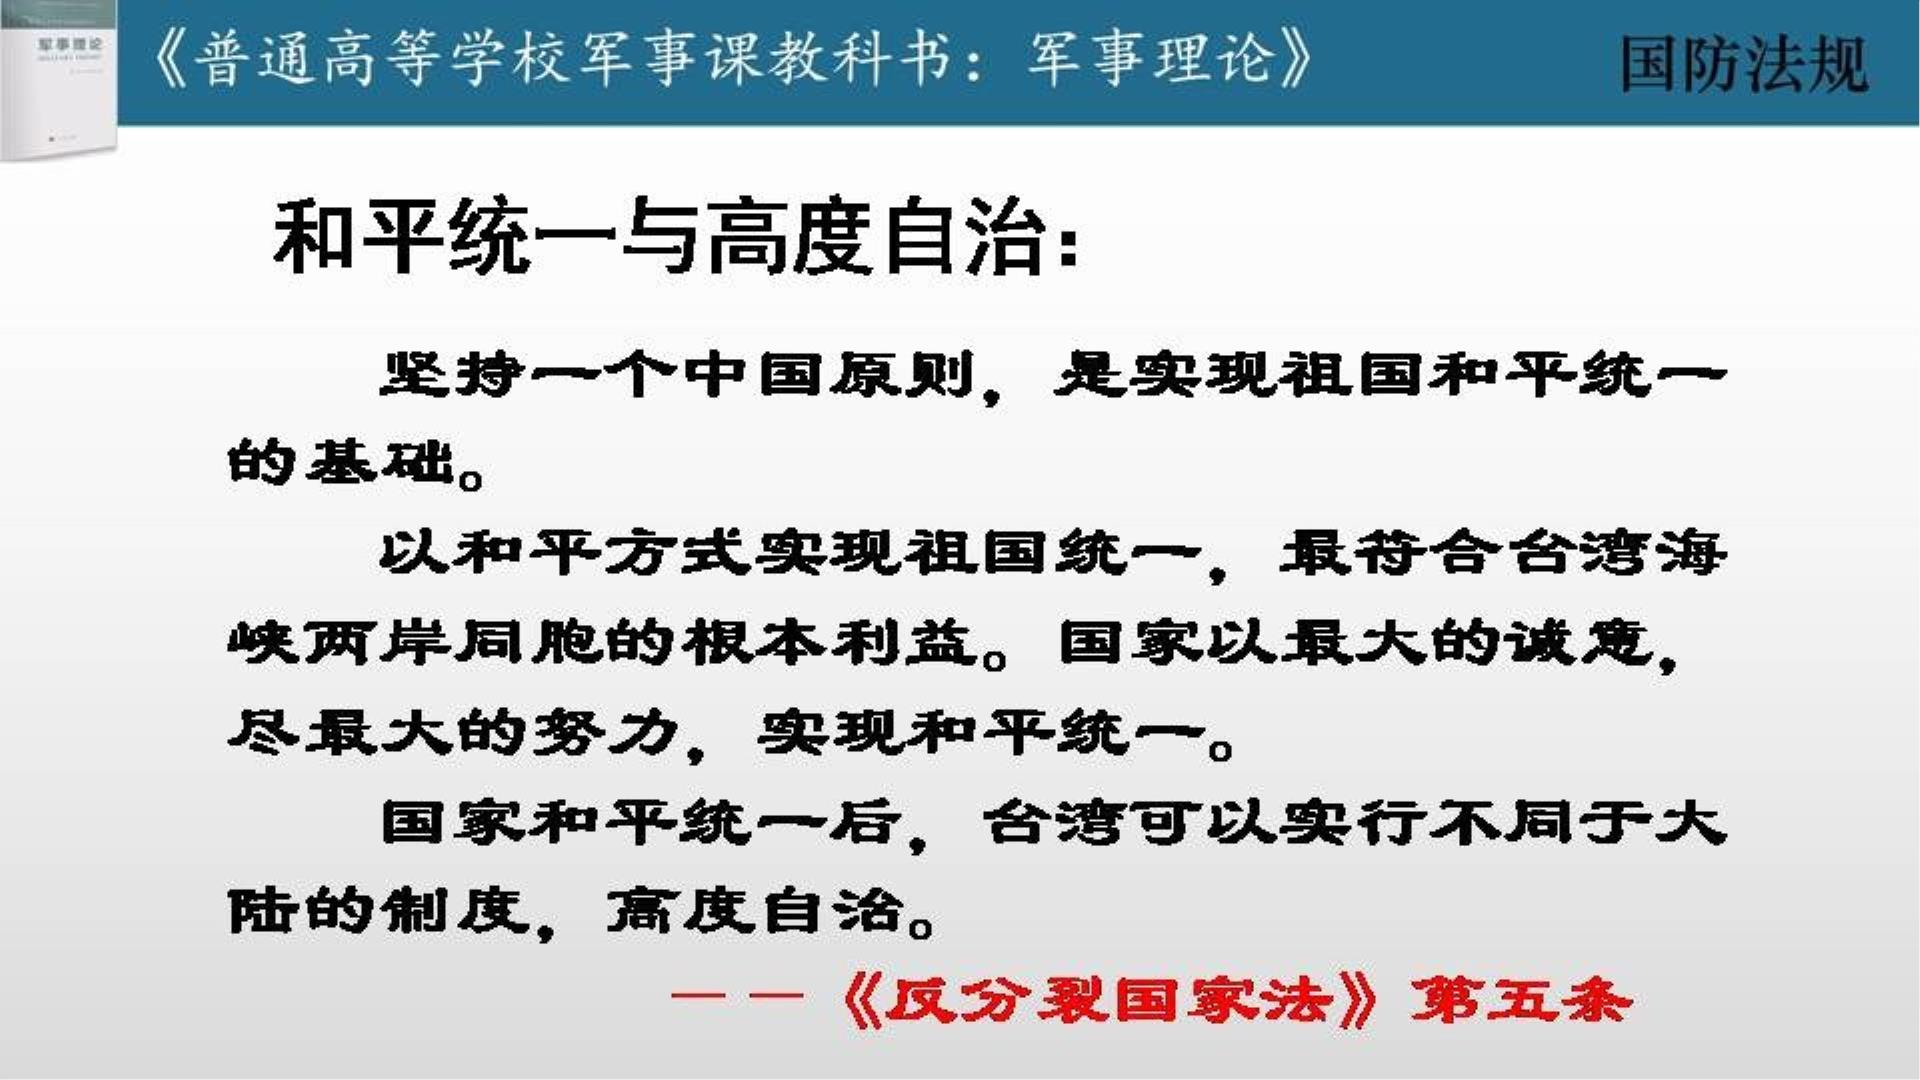 军事理论
《普通高等学校军事课教科书：军事理论》
国防法规
和平统一与高度自治：
坚持一个中国原则，是实现祖国和平统一
的基础。
以和平方式实现祖国统一，最符合台湾海
峡两岸同胞的根本利益。国家以最大的诚意，
尽最大的努力，实现和平统一。
国家和平统一后，台湾可以实行不同于大
陆的制度，高度自治。
——《反分裂国家法》第五条